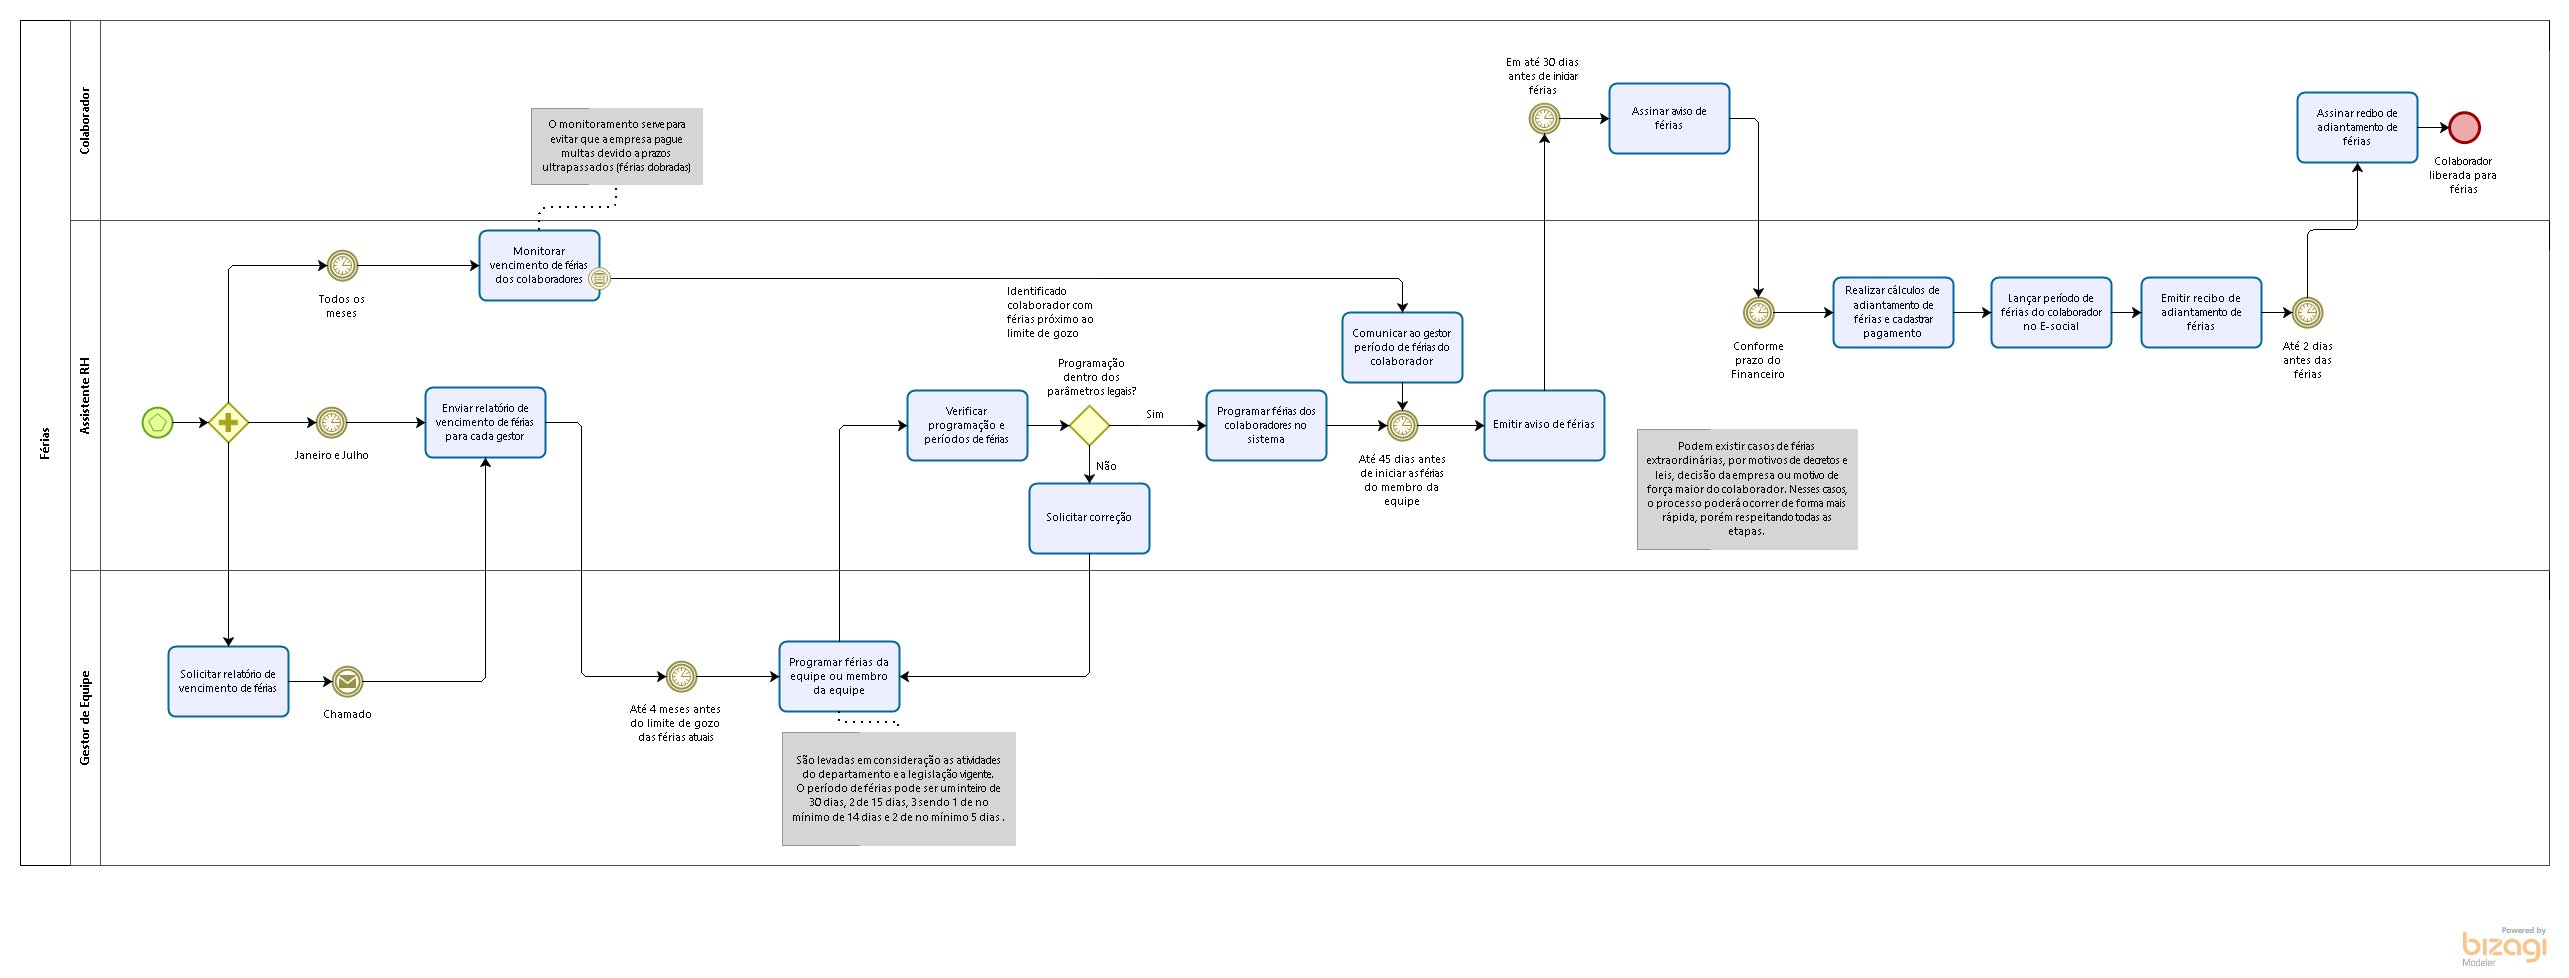 Férias
Colaborador
Assistente RH
Gestor de Equipe
O monitoramento serve para
evitar que a empresa pague
multas devido a prazos
ultrapassados (férias dobradas)
Em até 30 dias
antes de iniciar
férias
Assinar aviso de
férias
Assinar recibo de
adiantamento de
férias
Colaborador
liberada para
férias
Todos os
meses
Monitorar
vencimento de férias
dos colaboradores
Identificado
colaborador com
férias próximo ao
limite de gozo
Comunicar ao gestor
período de férias do
colaborador
Conforme
prazo do
Financeiro
Realizar cálculos de
adiantamento de
férias e cadastrar
pagamento
Lançar período de
férias do colaborador
no E-social
Emitir recibo de
adiantamento de
férias
Até 2 dias
antes das
férias
Janeiro e Julho
Enviar relatório de
vencimento de férias
para cada gestor
Verificar
programação e
períodos de férias
Programação
dentro dos
parâmetros legais?
Sim
Não
Programar férias dos
colaboradores no
sistema
Até 45 dias antes
de iniciar as férias
do membro da
equipe
Emitir aviso de férias
Solicitar correção
Podem existir casos de férias
extraordinárias, por motivos de decretos e
leis, decisão da empresa ou motivo de
força maior do colaborador. Nesses casos,
o processo poderá ocorrer de forma mais
rápida, porém respeitando todas as
etapas.
Solicitar relatório de
vencimento de férias
Chamado
Até 4 meses antes
do limite de gozo
das férias atuais
Programar férias da
equipe ou membro
da equipe
São levadas em consideração as atividades
do departamento e a legislação vigente.
O período de férias pode ser um inteiro de
30 dias, 2 de 15 dias, 3 sendo 1 de no
mínimo de 14 dias e 2 de no mínimo 5 dias .
Powered by
bizagi
Modeler